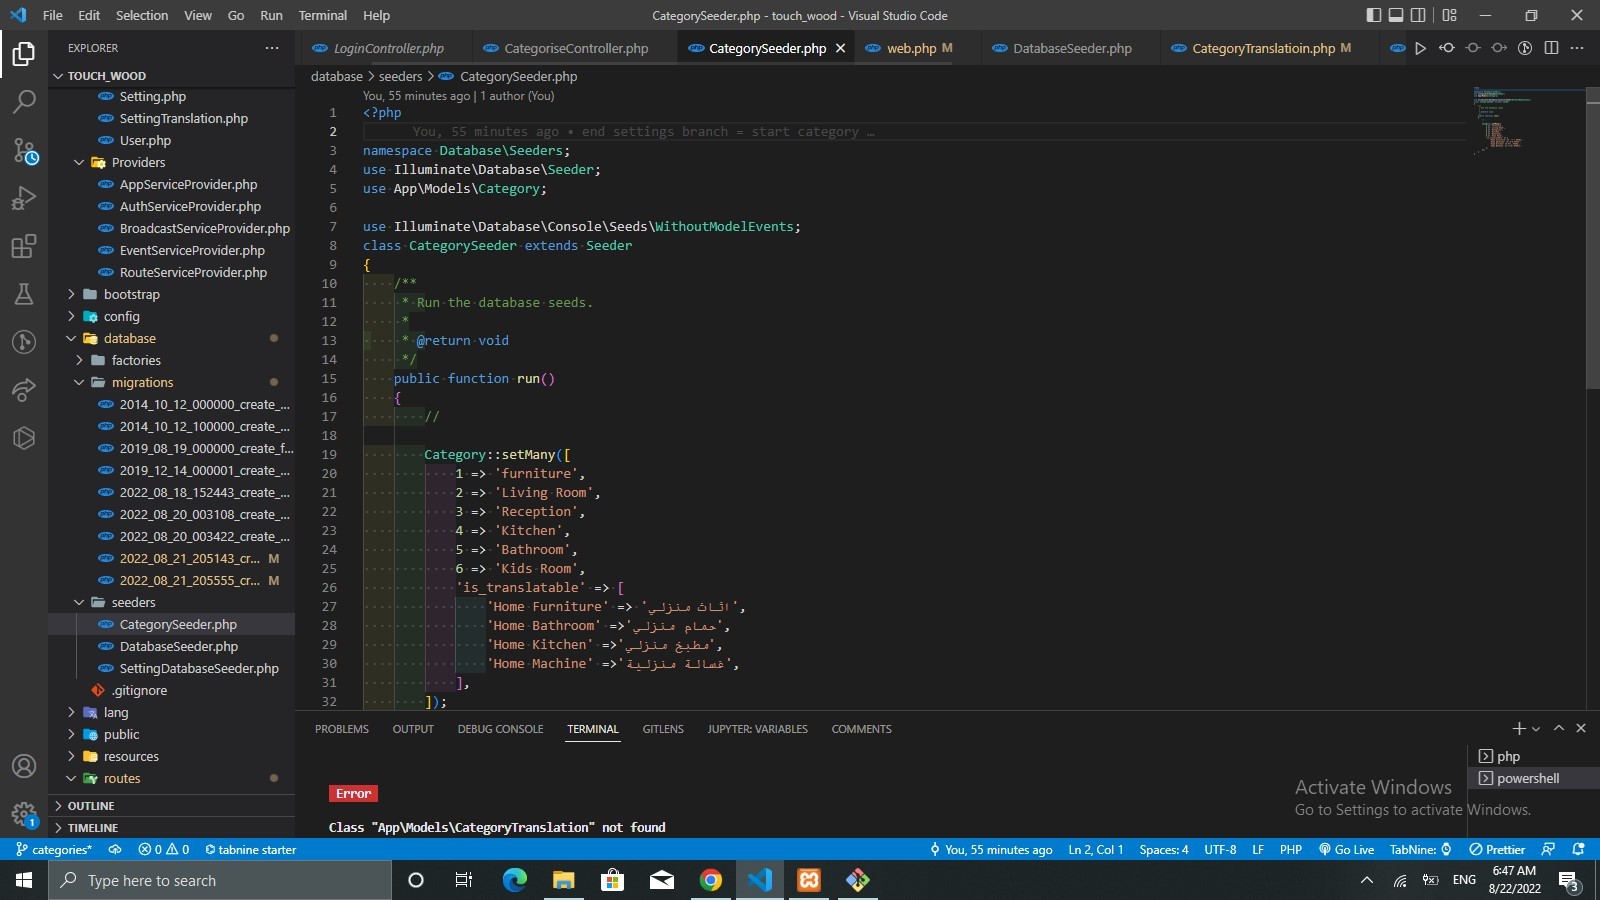 File Edit Selection View Go Run Terminal Help
CategorySeeder.php - touch_wood - Visual Studio Code
EXPLORER
LoginController.php
CategoriseController.php
CategorySeeder.php
web.php M
DatabaseSeeder.php
CategoryTranslatioin.php M
TOUCH_WOOD
Setting.php
SettingTranslation.php
User.php
Providers
AppServiceProvider.php
AuthServiceProvider.php
BroadcastServiceProvider.php
EventServiceProvider.php
RouteServiceProvider.php
bootstrap
config
database
factories
migrations
2014_10_12_000000_create_...
2014_10_12_100000_create_...
2019_08_19_000000_create_f...
2019_12_14_000001_create_...
2022_08_18_152443_create_...
2022_08_20_003108_create_...
2022_08_20_003422_create_...
2022_08_21_205143_cr... M
2022_08_21_205555_cr... M
seeders
CategorySeeder.php
DatabaseSeeder.php
SettingDatabaseSeeder.php
.gitignore
lang
public
resources
routes
OUTLINE
TIMELINE
database > seeders > CategorySeeder.php
You, 55 minutes ago | 1 author (You)
1 <?php
2 You, 55 minutes ago • end settings branch = start category …
3 namespace Database\Seeders;
4 use Illuminate\Database\Seeder;
5 use App\Models\Category;
6
7 use Illuminate\Database\Console\Seeds\WithoutModelEvents;
8 class CategorySeeder extends Seeder
9 {
10 /**
11 * Run the database seeds.
12 *
13 * @return void
14 */
15 public function run()
16 {
17 //
18
19 Category::setMany([
20 1 => 'furniture',
21 2 => 'Living Room',
22 3 => 'Reception',
23 4 => 'Kitchen',
24 5 => 'Bathroom',
25 6 => 'Kids Room',
26 'is_translatable' => [
27 'Home Furniture' => 'اثاث منزلي',
28 'Home Bathroom' =>'حمام منزلي',
29 'Home Kitchen' =>'مطبخ منزلي',
30 'Home Machine' =>'غسالة منزلية',
31 ],
32 ]);
PROBLEMS OUTPUT DEBUG CONSOLE TERMINAL GITLENS JUPYTER: VARIABLES COMMENTS
php
powershell
Error
Class "App\Models\CategoryTranslation" not found
Activate Windows
Go to Settings to activate Windows.
categories* 0 0 tabnine starter
You, 55 minutes ago Ln 2, Col 1 Spaces: 4 UTF-8 LF PHP Go Live TabNine: Prettier
1
Type here to search
ENG
6:47 AM
8/22/2022
3